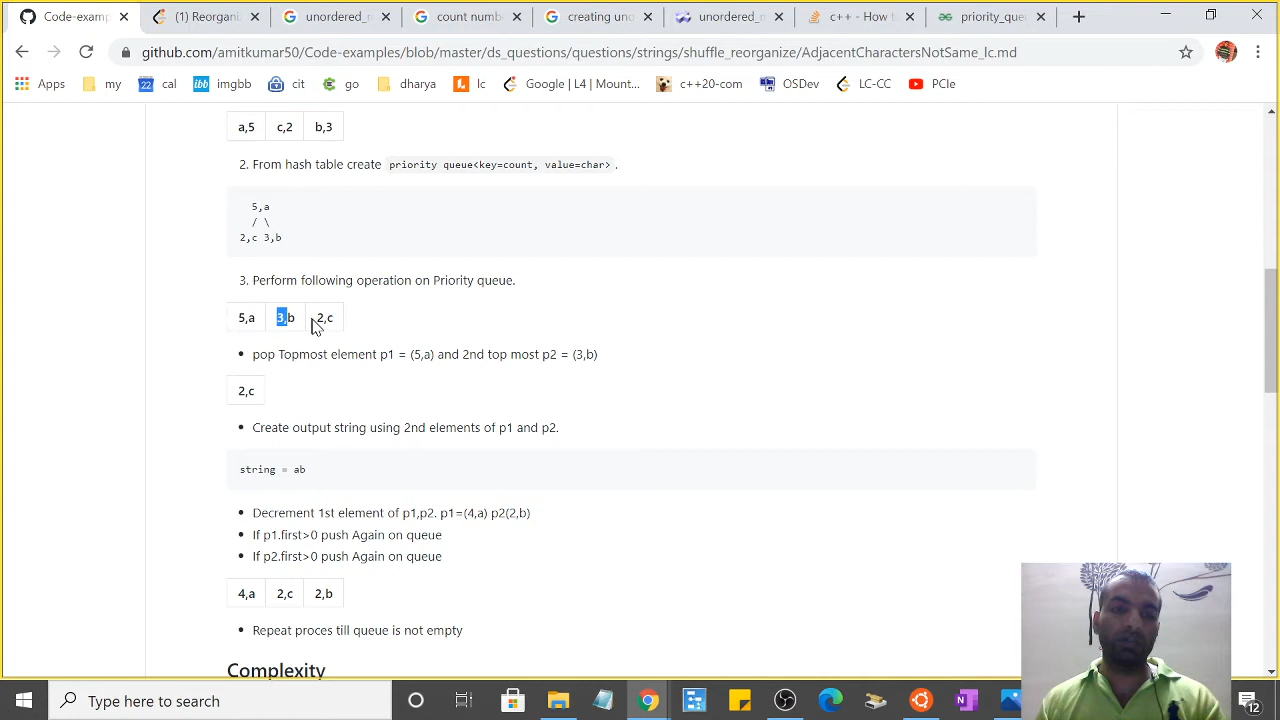 Code-examp
(1) Reorgani
unordered_m
count numb
creating uno
unordered_m
c++ - How t
priority_que
github.com/amitkumar50/Code-examples/blob/master/ds_questions/questions/strings/shuffle_reorganize/AdjacentCharactersNotSame_lc.md
Apps my 22 cal ibb imgbb cit go dharya lc Google | L4 | Mount... c++20-com OSDev LC-CC PCIe
a,5 c,2 b,3
2. From hash table create priority queue<key=count, value=char>.
5,a
/ \
2,c 3,b
3. Perform following operation on Priority queue.
5,a 3,b 2,c
• pop Topmost element p1 = (5,a) and 2nd top most p2 = (3,b)
2,c
• Create output string using 2nd elements of p1 and p2.
string = ab
• Decrement 1st element of p1,p2. p1=(4,a) p2(2,b)
• If p1.first>0 push Again on queue
• If p2.first>0 push Again on queue
4,a 2,c 2,b
• Repeat proces till queue is not empty
Complexity
Type here to search
12